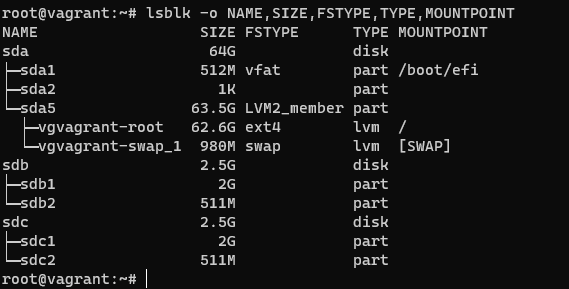 root@vagrant:~# lsblk -o NAME,SIZE,FSTYPE,TYPE,MOUNTPOINT
NAME                  SIZE FSTYPE      TYPE MOUNTPOINT
sda                    64G             disk
├─sda1                512M vfat        part /boot/efi
├─sda2                  1K             part
└─sda5               63.5G LVM2_member part
  ├─vgvagrant-root   62.6G ext4        lvm  /
  └─vgvagrant-swap_1  980M swap        lvm  [SWAP]
sdb                   2.5G             disk
├─sdb1                  2G             part
└─sdb2                511M             part
sdc                   2.5G             disk
├─sdc1                  2G             part
└─sdc2                511M             part
root@vagrant:~#